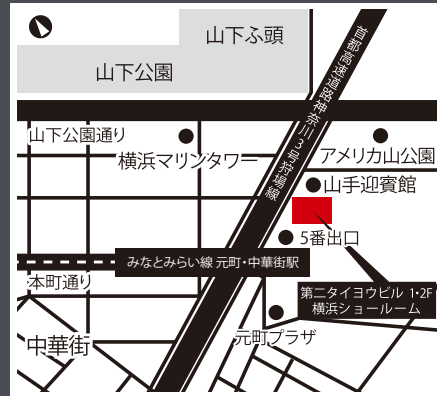 山下ふ頭
山下公園
首都高速道路神奈川3号狩場線
山下公園通り
横浜マリンタワー
アメリカ山公園
山手迎賓館
5番出口
みなとみらい線 元町・中華街駅
本町通り
第二タイヨウビル 1・2F
横浜ショールーム
元町プラザ
中華街